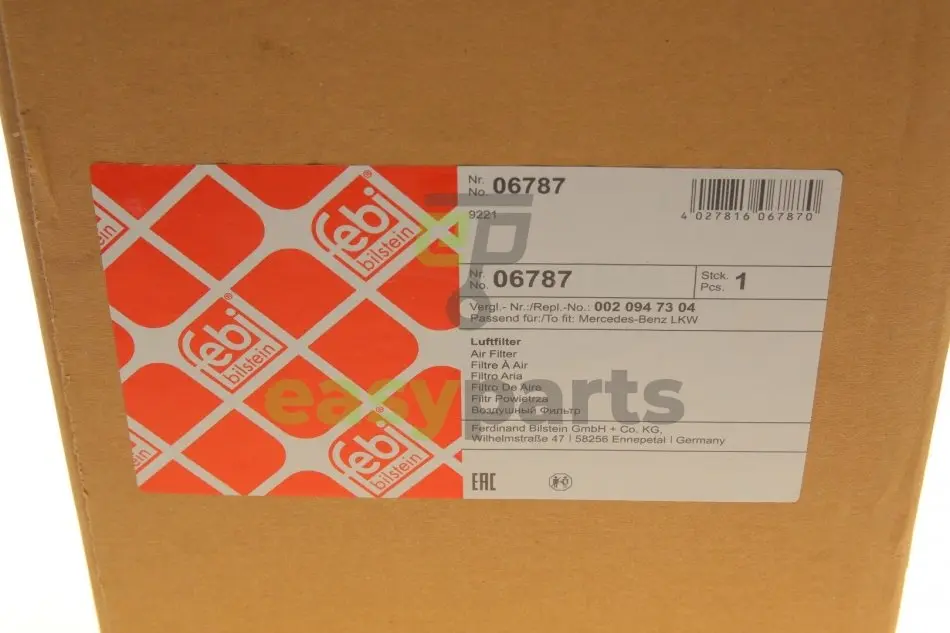 Nr.
No. 06787
9221
4 027816 067870
Nr.
No. 06787
Stck.
Pcs. 1
Vergl.- Nr.:/Repl.-No.: 002 094 73 04
Passend für:/To fit: Mercedes-Benz LKW
Luftfilter
Air Filter
Filtre À Air
Filtro Aria
Filtro De Aire
Filtr Powietrza
Воздушный Фильтр
Ferdinand Bilstein GmbH + Co. KG,
Wilhelmstraße 47 | 58256 Ennepetal | Germany
EAC
febi®
bilstein
febi®
bilstein
febi®
bilstein
easyparts